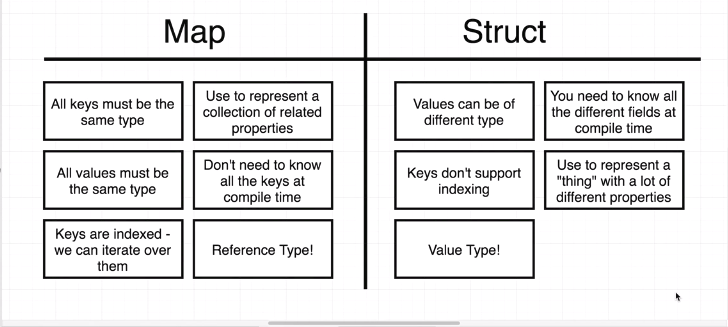 Map
Struct
All keys must be the
same type
Use to represent a
collection of related
properties
All values must be
the same type
Don't need to know
all the keys at
compile time
Keys are indexed -
we can iterate over
them
Reference Type!
Values can be of
different type
You need to know all
the different fields at
compile time
Keys don't support
indexing
Use to represent a
"thing" with a lot of
different properties
Value Type!